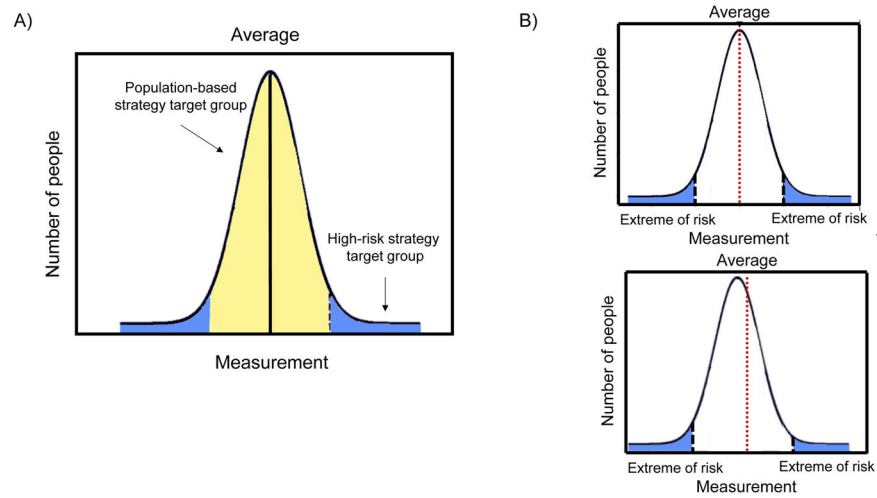 A)
Average
Population-based
strategy target group
High-risk strategy
target group
Number of people
Measurement
B)
Average
Number of people
Extreme of risk
Extreme of risk
Measurement
Average
Number of people
Extreme of risk
Extreme of risk
Measurement